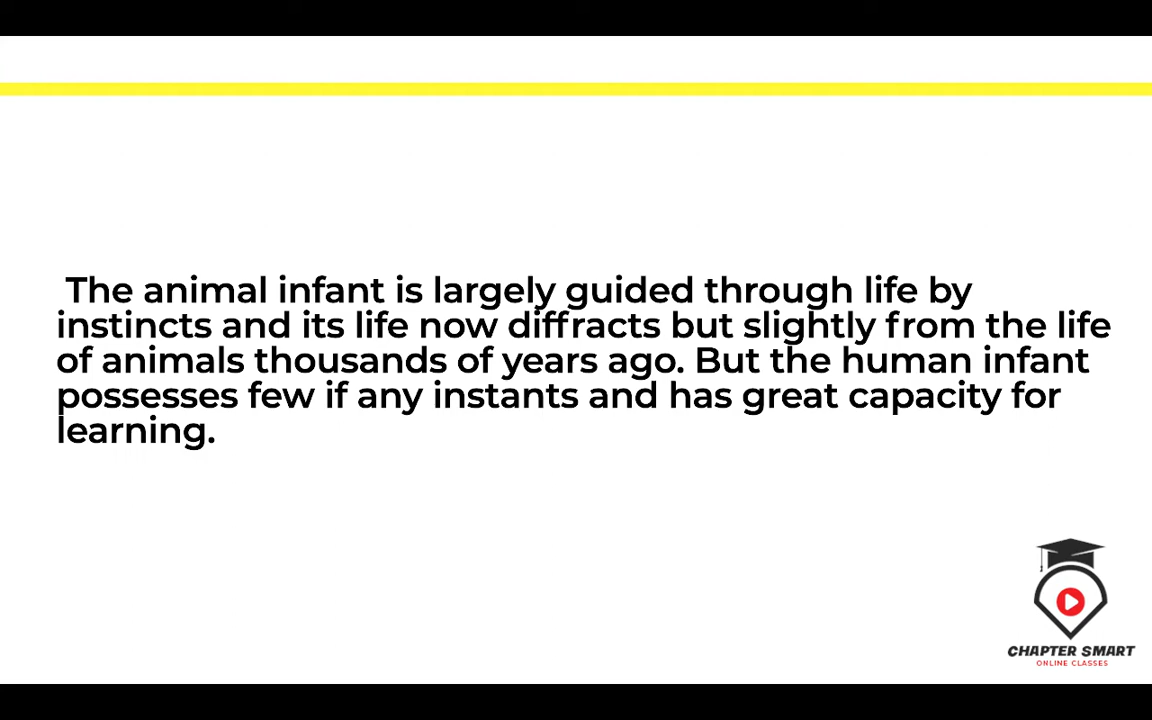 The animal infant is largely guided through life by
instincts and its life now diffracts but slightly from the life
of animals thousands of years ago. But the human infant
possesses few if any instants and has great capacity for
learning.
CHAPTER SMART
ONLINE CLASSES